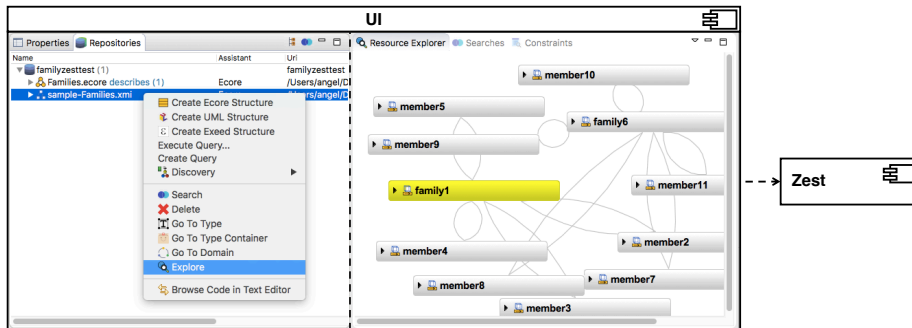 UI
Properties Repositories
Name Assistant Uri
familyzesttest (1) familyzesttest
Families.ecore describes (1) Ecore /Users/angel/D
sample-Families.xmi /Users/angel/D
Create Ecore Structure
Create UML Structure
Create Exeed Structure
Execute Query...
Create Query
Discovery
Search
Delete
Go To Type
Go To Type Container
Go To Domain
Explore
Browse Code in Text Editor
Resource Explorer Searches Constraints
member10
member5
family6
member9
member11
family1
member2
member4
member7
member8
member3
Zest